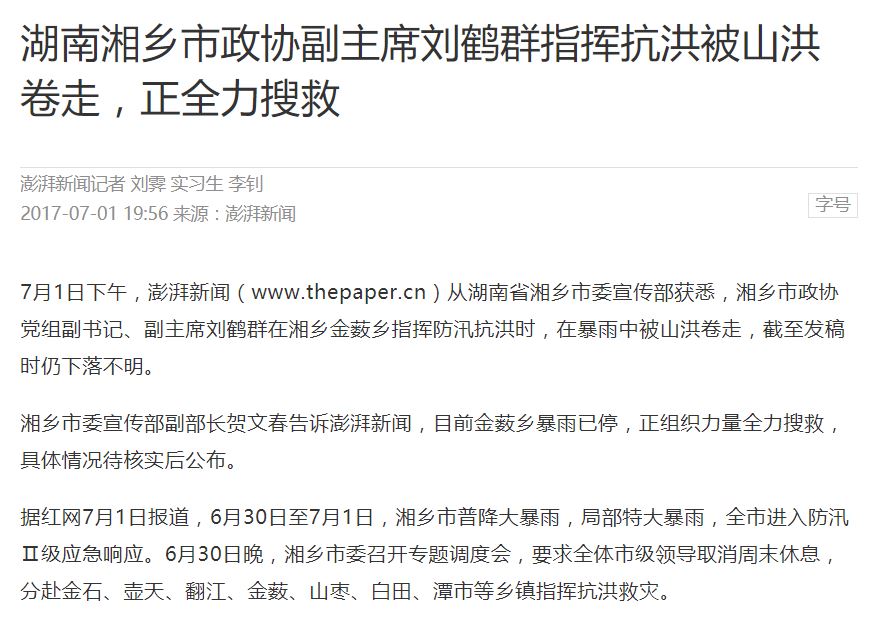 湖南湘乡市政协副主席刘鹤群指挥抗洪被山洪
卷走，正全力搜救
澎湃新闻记者 刘霁 实习生 李钊
2017-07-01 19:56 来源：澎湃新闻
字号
7月1日下午，澎湃新闻（www.thepaper.cn）从湖南省湘乡市委宣传部获悉，湘乡市政协
党组副书记、副主席刘鹤群在湘乡金薮乡指挥防汛抗洪时，在暴雨中被山洪卷走，截至发稿
时仍下落不明。
湘乡市委宣传部副部长贺文春告诉澎湃新闻，目前金薮乡暴雨已停，正组织力量全力搜救，
具体情况待核实后公布。
据红网7月1日报道，6月30日至7月1日，湘乡市普降大暴雨，局部特大暴雨，全市进入防汛
Ⅱ级应急响应。6月30日晚，湘乡市委召开专题调度会，要求全体市级领导取消周末休息，
分赴金石、壶天、翻江、金薮、山枣、白田、潭市等乡镇指挥抗洪救灾。